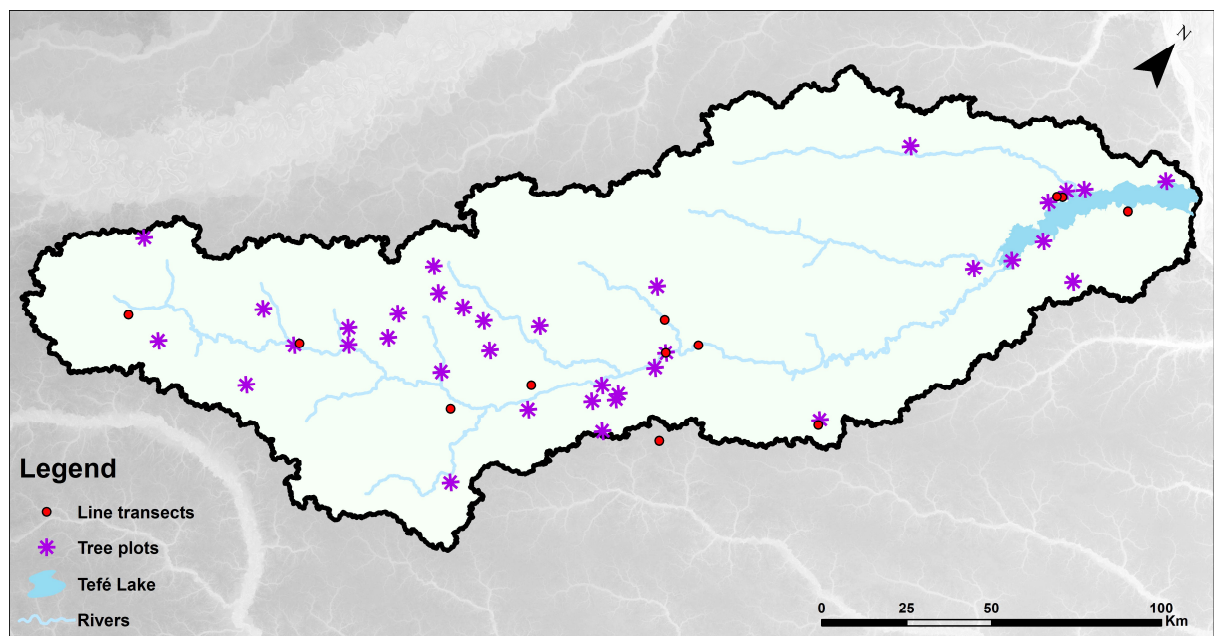 N
Legend
Line transects
Tree plots
Tefé Lake
Rivers
0 25 50 100
Km